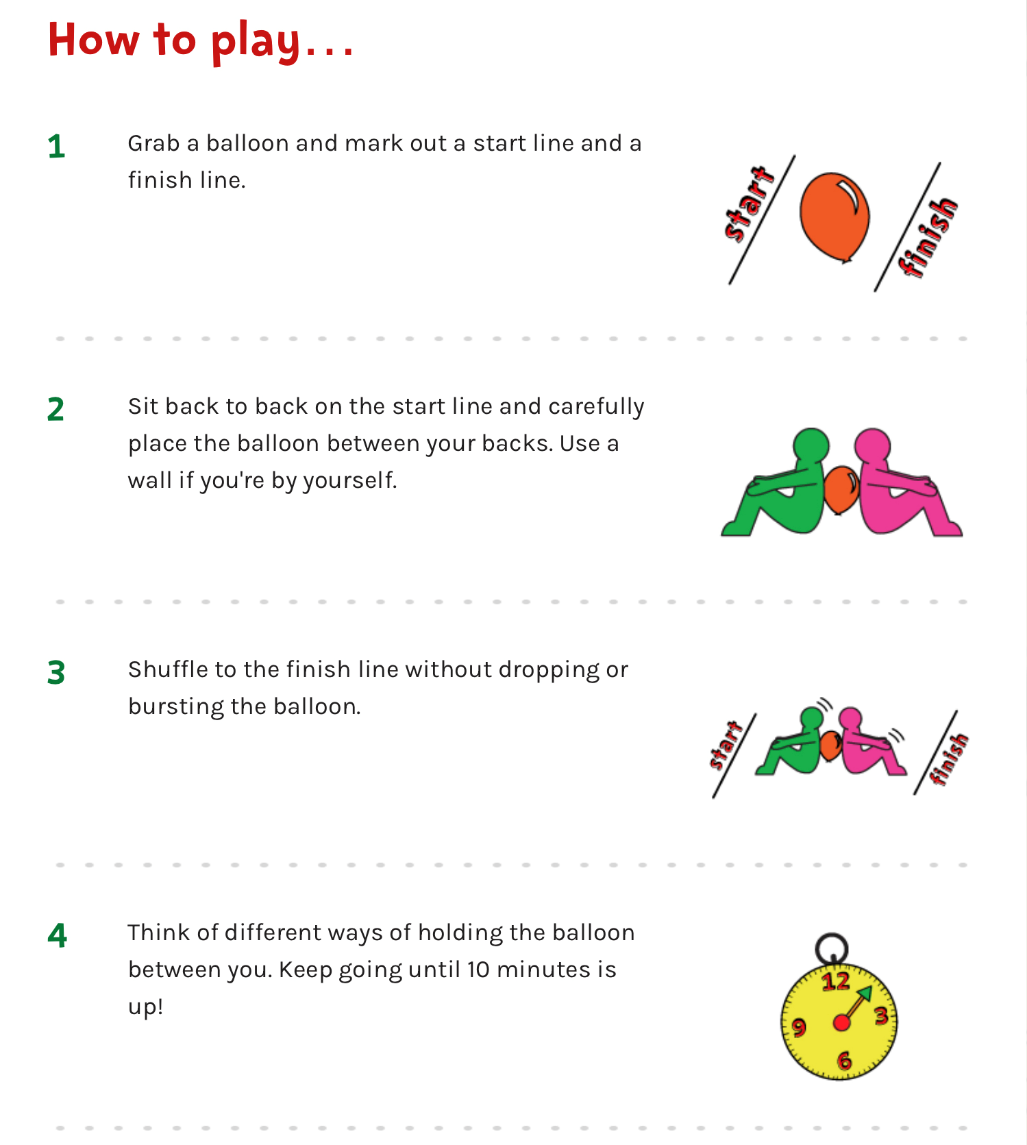 How to play...
1
Grab a balloon and mark out a start line and a
finish line.
start
finish
2
Sit back to back on the start line and carefully
place the balloon between your backs. Use a
wall if you're by yourself.
3
Shuffle to the finish line without dropping or
bursting the balloon.
start
finish
4
Think of different ways of holding the balloon
between you. Keep going until 10 minutes is
up!
12
3
6
9